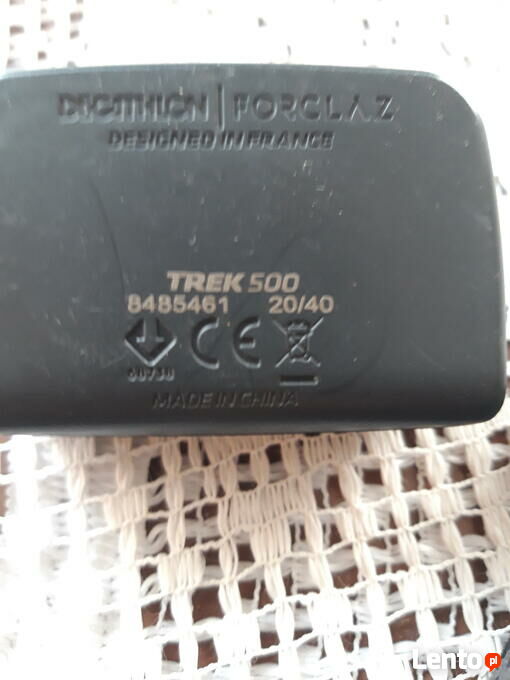 DECATHLON | FORCLAZ
DESIGNED IN FRANCE
TREK 500
8485461 20/40
CE
MADE IN CHINA
Lento.pl